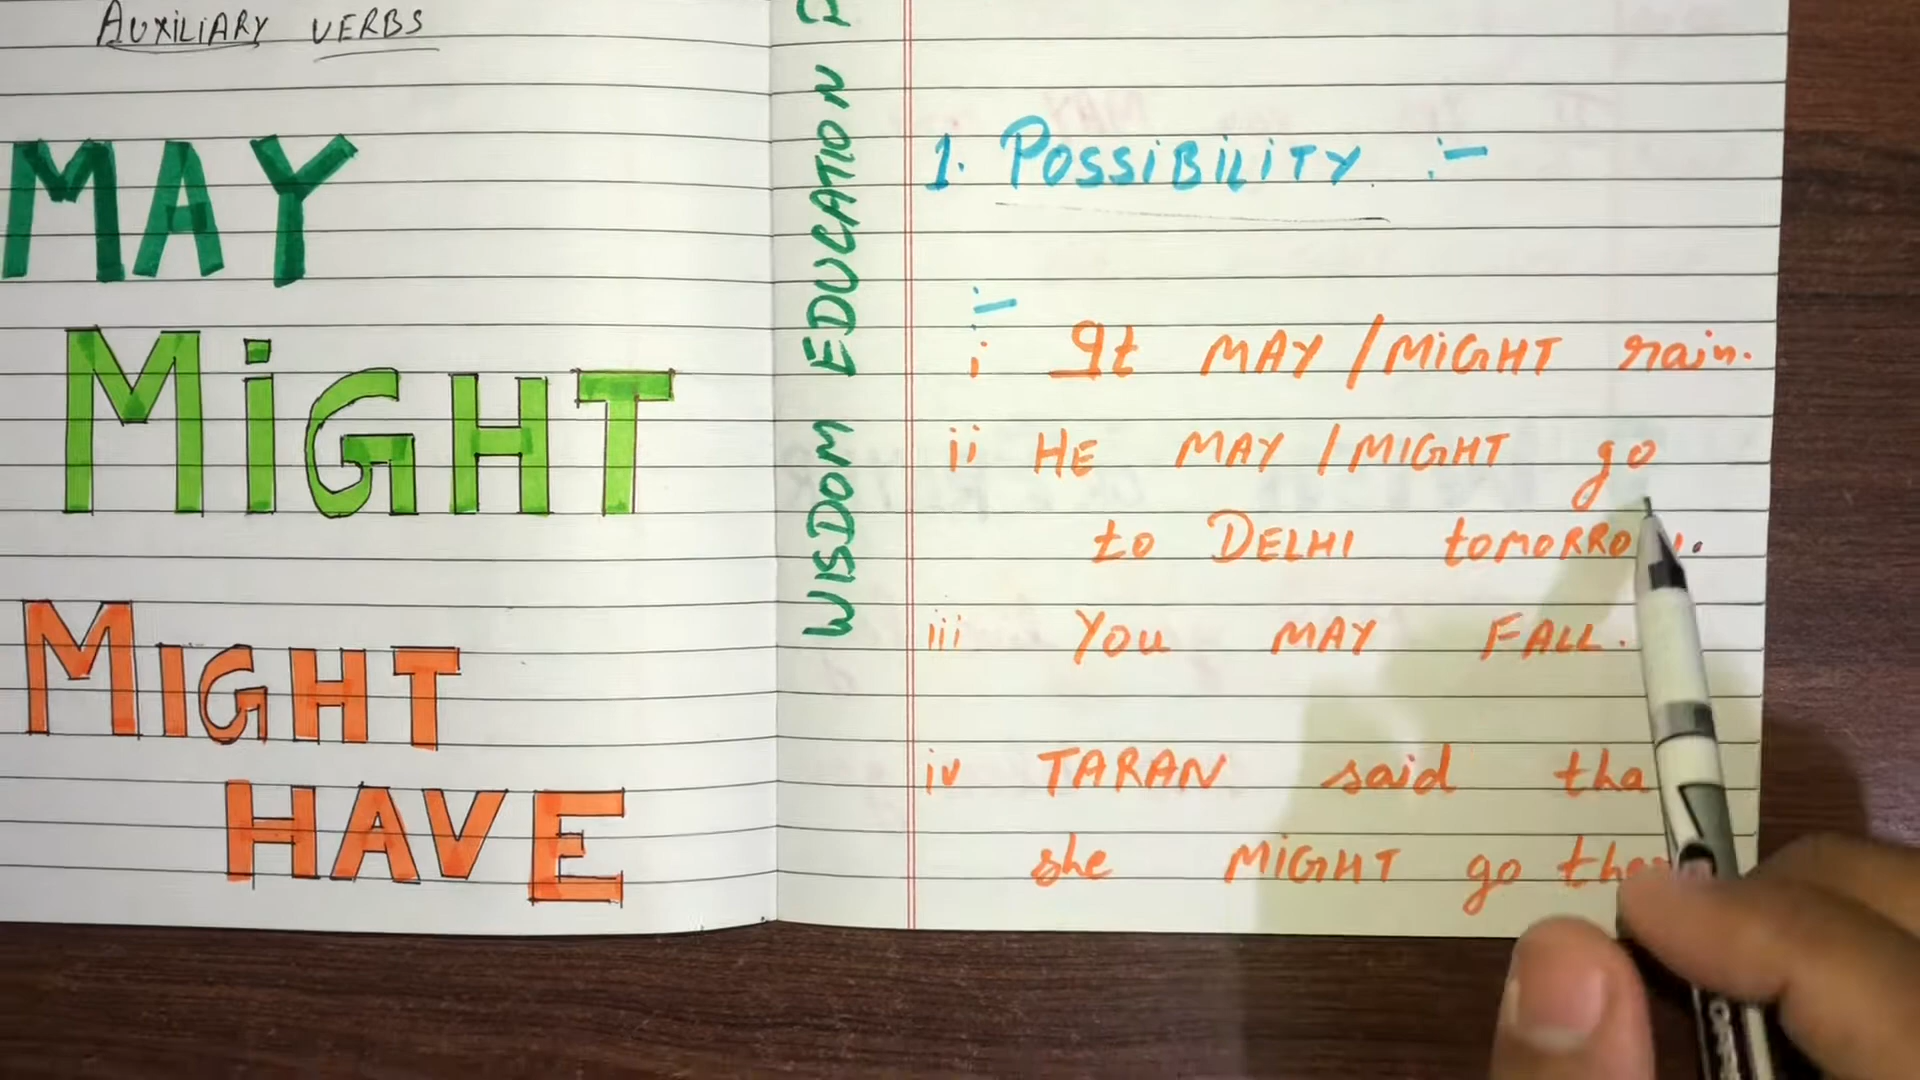 AUXILIARY VERBS
MAY
MiGHT
MIGHT
HAVE
WISDOM EDUCATION
1. POSSiBiLiTY :-
:-
i It MAY / MiGHT rain.
ii HE MAY / MIGHT go
to DELHI
iii You MAY FALL.
iv TARAN said
she MiGHT go